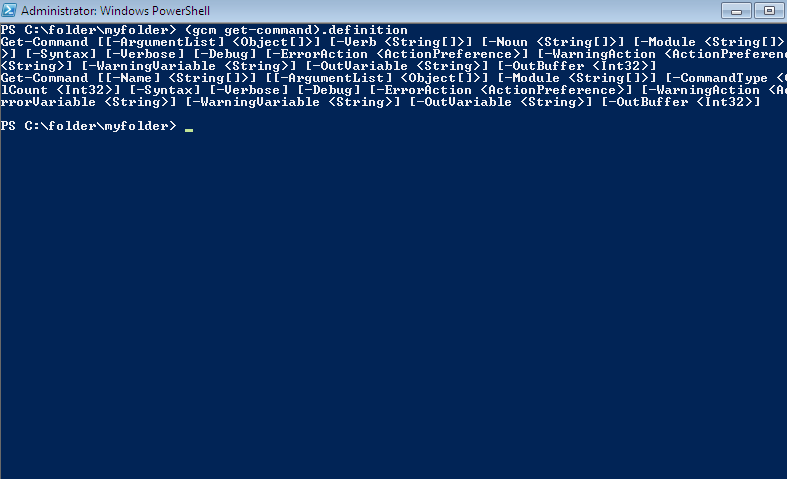 Administrator: Windows PowerShell
PS C:\folder\myfolder> (gcm get-command).definition
Get-Command [[-ArgumentList] <Object[]>] [-Verb <String[]>] [-Noun <String[]>] [-Module <String[]>
>] [-Syntax] [-Verbose] [-Debug] [-ErrorAction <ActionPreference>] [-WarningAction <ActionPreferen
<String>] [-WarningVariable <String>] [-OutVariable <String>] [-OutBuffer <Int32>]
Get-Command [[-Name] <String[]>] [[-ArgumentList] <Object[]>] [-Module <String[]>] [-CommandType <
lCount <Int32>] [-Syntax] [-Verbose] [-Debug] [-ErrorAction <ActionPreference>] [-WarningAction <A
rrorVariable <String>] [-WarningVariable <String>] [-OutVariable <String>] [-OutBuffer <Int32>]
PS C:\folder\myfolder>